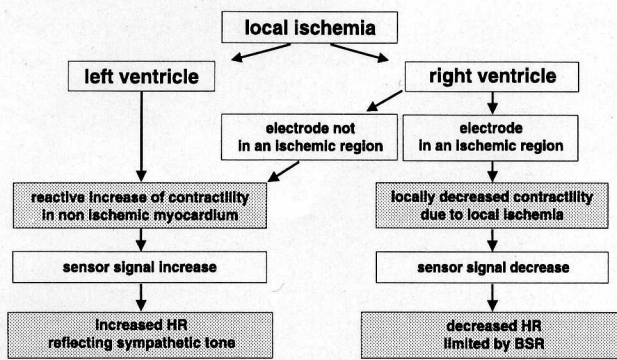 local ischemia
left ventricle
right ventricle
electrode not
in an ischemic region
electrode
in an ischemic region
reactive increase of contractility
in non ischemic myocardium
locally decreased contractility
due to local ischemia
sensor signal increase
sensor signal decrease
increased HR
reflecting sympathetic tone
decreased HR
limited by BSR